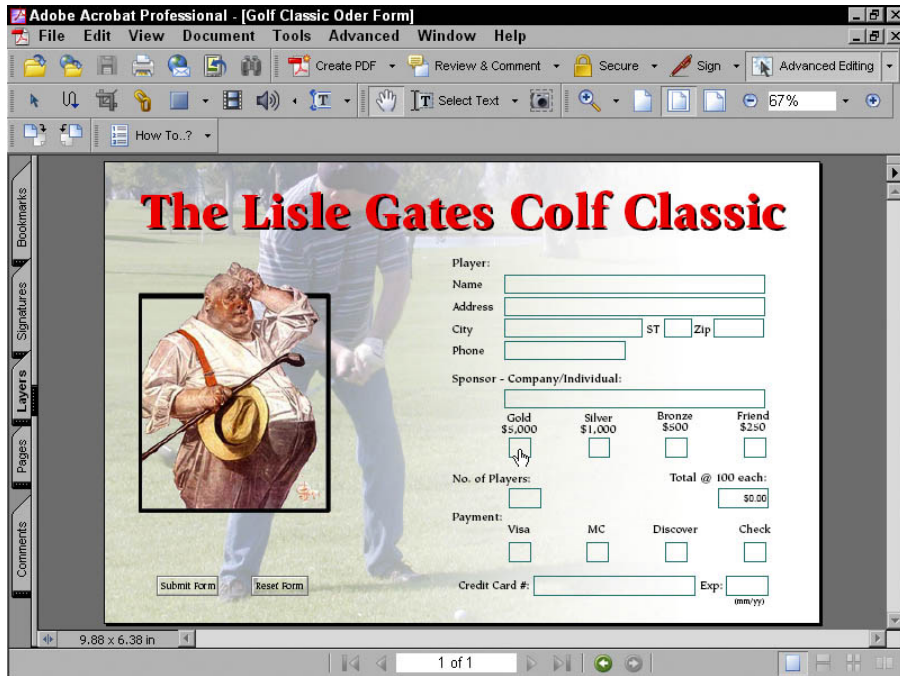 Adobe Acrobat Professional - [Golf Classic Oder Form]
File Edit View Document Tools Advanced Window Help
Create PDF Review & Comment Secure Sign Advanced Editing
T T Select Text 67%
How To..?
Bookmarks
Signatures
Layers
Pages
Comments
The Lisle Gates Colf Classic
Player:
Name
Address
City ST Zip
Phone
Sponsor - Company/Individual:
Gold Silver Bronze Friend
$5,000 $1,000 $500 $250
No. of Players: Total @ 100 each:
$0.00
Payment:
Visa MC Discover Check
Submit Form Reset Form Credit Card #: Exp:
(mm/yy)
9.88 x 6.38 in
1 of 1